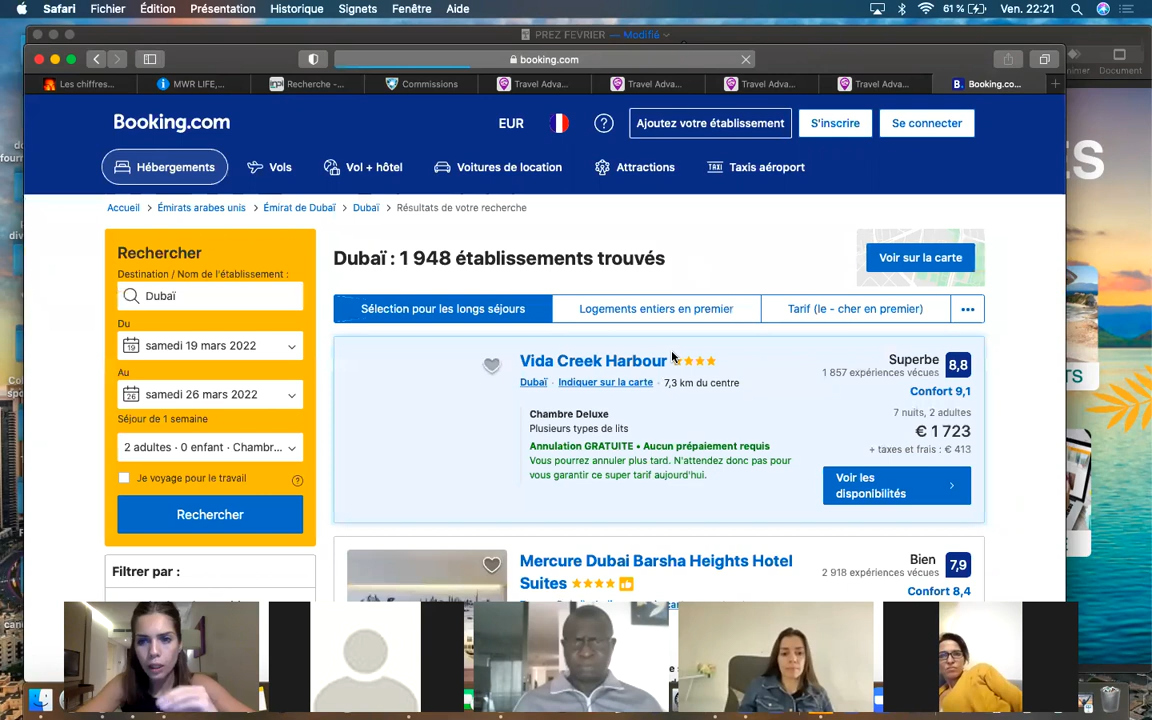 Safari Fichier Édition Présentation Historique Signets Fenêtre Aide 61 % Ven. 22:21
PREZ FEVRIER — Modifié
booking.com
imer Document
Les chiffres... MWR LIFE,... Recherche -... Commissions Travel Adva... Travel Adva... Travel Adva... Travel Adva... B. Booking.co...
Booking.com EUR Ajoutez votre établissement S'inscrire Se connecter
Hébergements Vols Vol + hôtel Voitures de location Attractions TAXI Taxis aéroport
Accueil > Émirats arabes unis > Émirat de Dubaï > Dubaï > Résultats de votre recherche
Rechercher
Destination / Nom de l'établissement :
Dubaï
Du
19 samedi 19 mars 2022
Au
26 samedi 26 mars 2022
Séjour de 1 semaine
2 adultes · 0 enfant · Chambr...
Je voyage pour le travail
Rechercher
Filtrer par :
Dubaï : 1 948 établissements trouvés
Voir sur la carte
Sélection pour les longs séjours Logements entiers en premier Tarif (le - cher en premier) •••
Vida Creek Harbour
Dubaï · Indiquer sur la carte · 7,3 km du centre
Chambre Deluxe
Plusieurs types de lits
Annulation GRATUITE • Aucun prépaiement requis
Vous pourrez annuler plus tard. N'attendez donc pas pour
vous garantir ce super tarif aujourd'hui.
Superbe 8,8
1 857 expériences vécues
Confort 9,1
7 nuits, 2 adultes
€ 1 723
+ taxes et frais : € 413
Voir les
disponibilités
Mercure Dubai Barsha Heights Hotel
Suites
Bien 7,9
2 918 expériences vécues
Confort 8,4
ES
TS